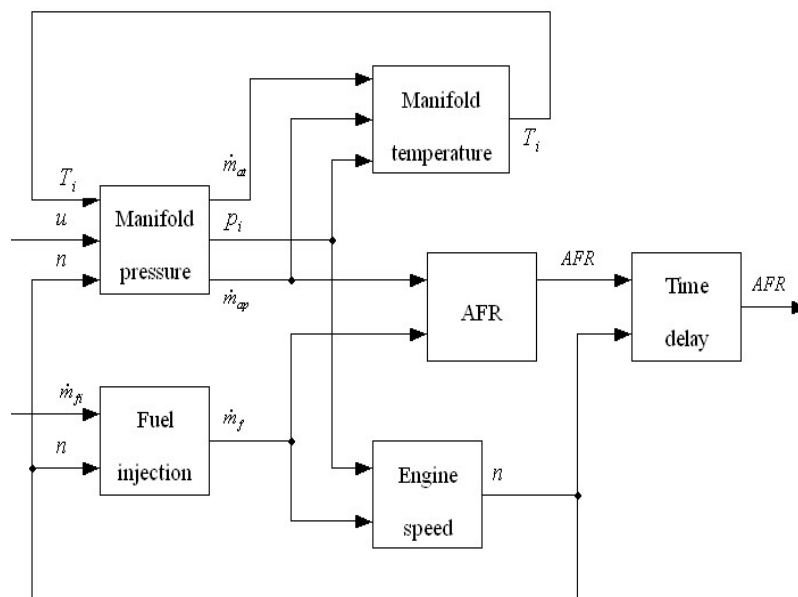 Manifold
temperature
T_i
T_i
ṁ_at
u
Manifold
pressure
p_i
n
ṁ_ap
AFR
Time
delay
AFR
AFR
ṁ_fi
Fuel
injection
ṁ_f
n
Engine
speed
n